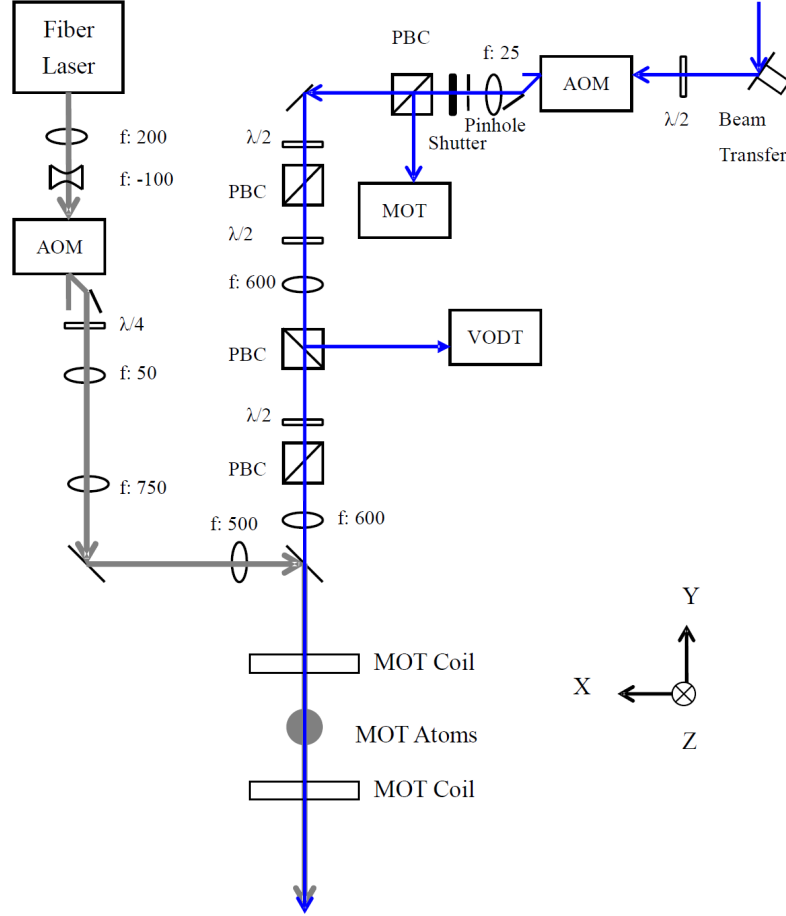 Fiber
Laser
f: 200
f: -100
AOM
λ/4
f: 50
f: 750
f: 500
PBC
f: 25
AOM
λ/2
Beam
Transfer
Pinhole
Shutter
MOT
λ/2
PBC
λ/2
f: 600
PBC
VODT
λ/2
PBC
f: 600
MOT Coil
MOT Atoms
MOT Coil
Y
X
Z